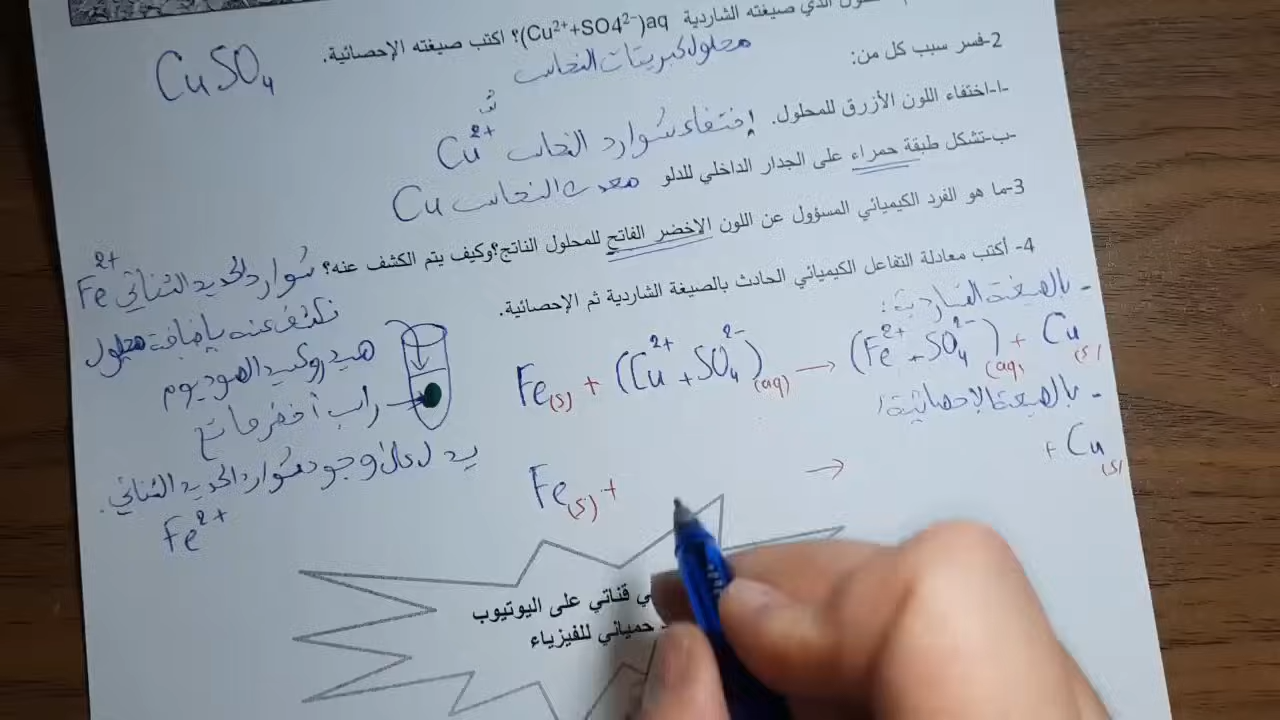 الذي صيغته الشاردية (Cu²⁺+SO4²⁻)aq؟ اكتب صيغته الإحصائية.
محلول كبريتات النحاس
CuSO₄
2-فسر سبب كل من:
-ا-اختفاء اللون الأزرق للمحلول. إختفاء شوارد النحاس Cu²⁺
-ب-تشكل طبقة حمراء على الجدار الداخلي للدلو معدن النحاس Cu
3-ما هو الفرد الكيميائي المسؤول عن اللون الاخضر الفاتح للمحلول الناتج؟وكيف يتم الكشف عنه؟ شوارد الحديد الثنائي Fe²⁺
نكشف عنه بإضافة محلول
هيدروكسيد الصوديوم
راسب أخضر فاتح
يدل على وجود شوارد الحديد الثنائي.
Fe²⁺
4- أكتب معادلة التفاعل الكيميائي الحادث بالصيغة الشاردية ثم الإحصائية.
- بالصيغة الشاردية:
Fe(s) + (Cu²⁺+SO₄²⁻)(aq) → (Fe²⁺+SO₄²⁻)(aq) + Cu(s)
- بالصيغة الإحصائية:
Fe(s) + → + Cu(s)
قناتي على اليوتيوب
حمياني للفيزياء